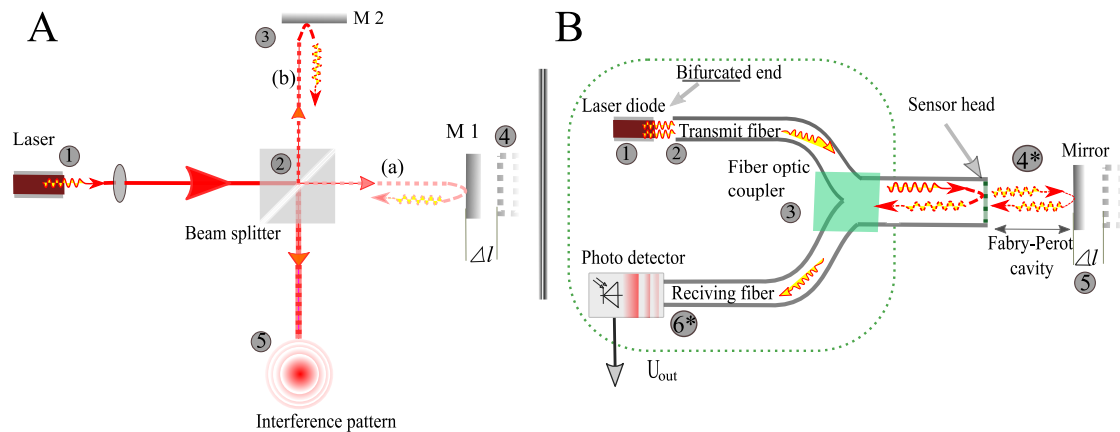 A
M 2
3
(b)
Laser
1
2
M 1
4
(a)
Beam splitter
Δl
5
Interference pattern
B
Bifurcated end
Laser diode
Sensor head
Transmit fiber
1
2
4*
Mirror
Fiber optic
coupler
3
Fabry-Perot
cavity
Δl
5
Photo detector
Reciving fiber
6*
Uout